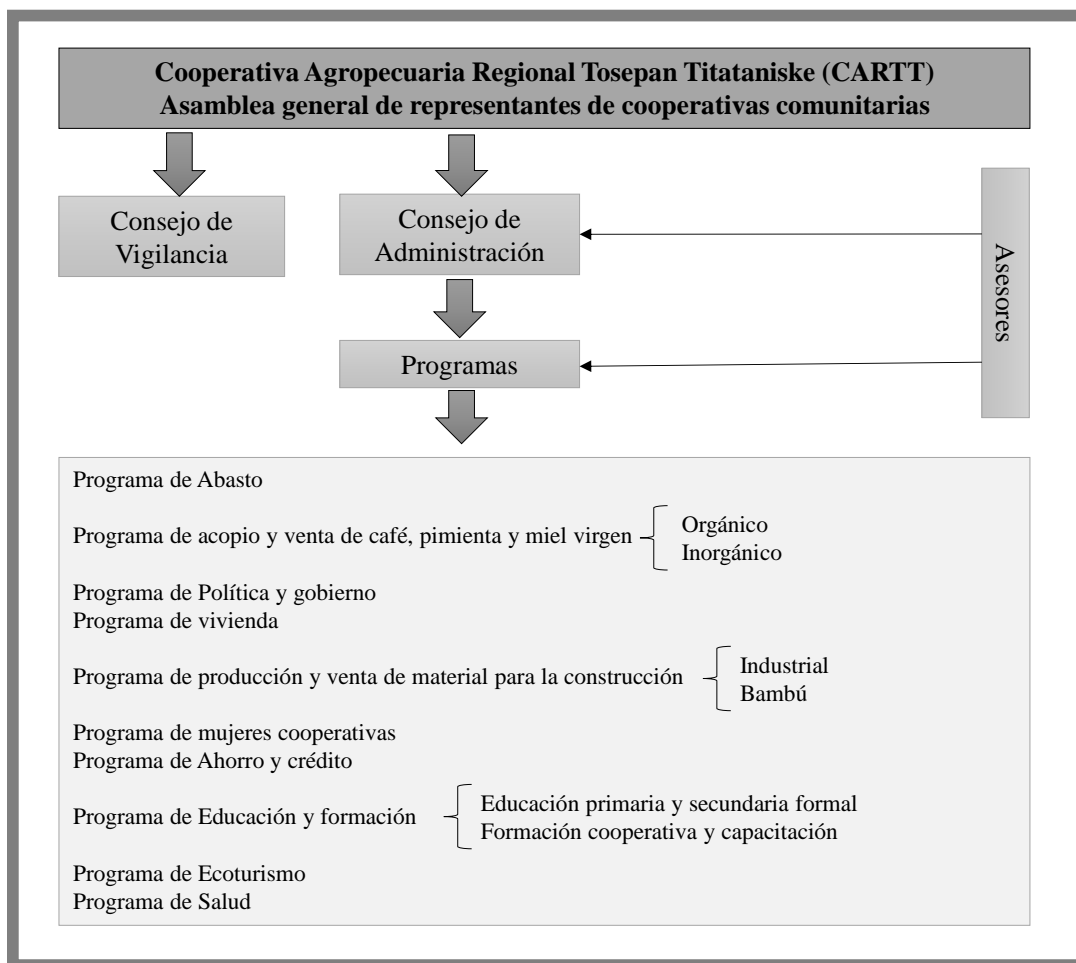 Cooperativa Agropecuaria Regional Tosepan Titataniske (CARTT)
Asamblea general de representantes de cooperativas comunitarias
Consejo de
Vigilancia
Consejo de
Administración
Asesores
Programas
Programa de Abasto
Programa de acopio y venta de café, pimienta y miel virgen
Orgánico
Inorgánico
Programa de Política y gobierno
Programa de vivienda
Programa de producción y venta de material para la construcción
Industrial
Bambú
Programa de mujeres cooperativas
Programa de Ahorro y crédito
Programa de Educación y formación
Educación primaria y secundaria formal
Formación cooperativa y capacitación
Programa de Ecoturismo
Programa de Salud